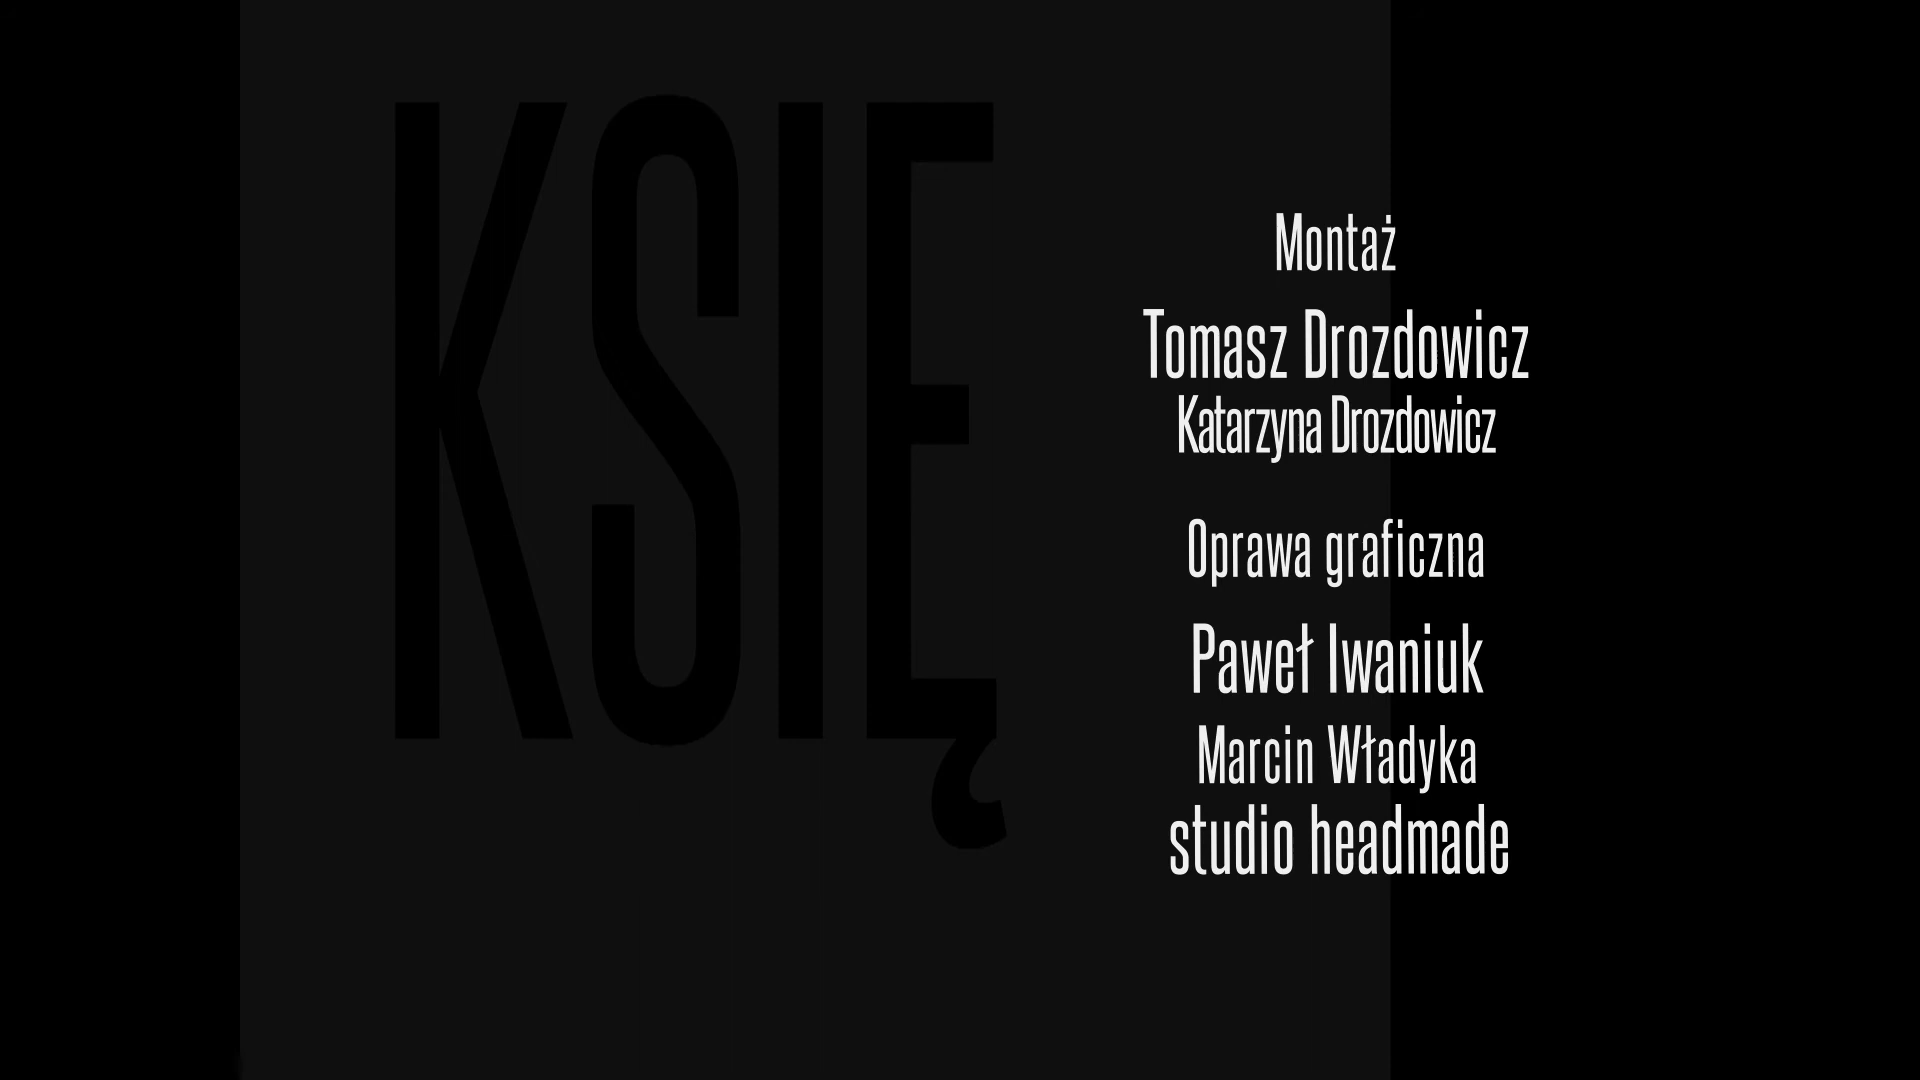 KSIĘ
Montaż
Tomasz Drozdowicz
Katarzyna Drozdowicz
Oprawa graficzna
Paweł Iwaniuk
Marcin Władyka
studio headmade